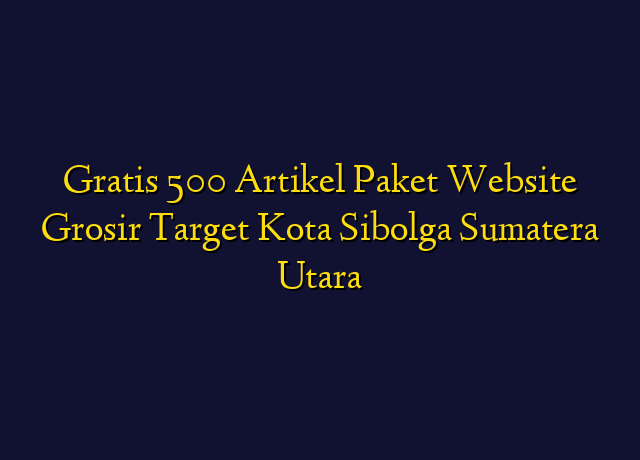 Gratis 500 Artikel Paket Website
Grosir Target Kota Sibolga Sumatera
Utara